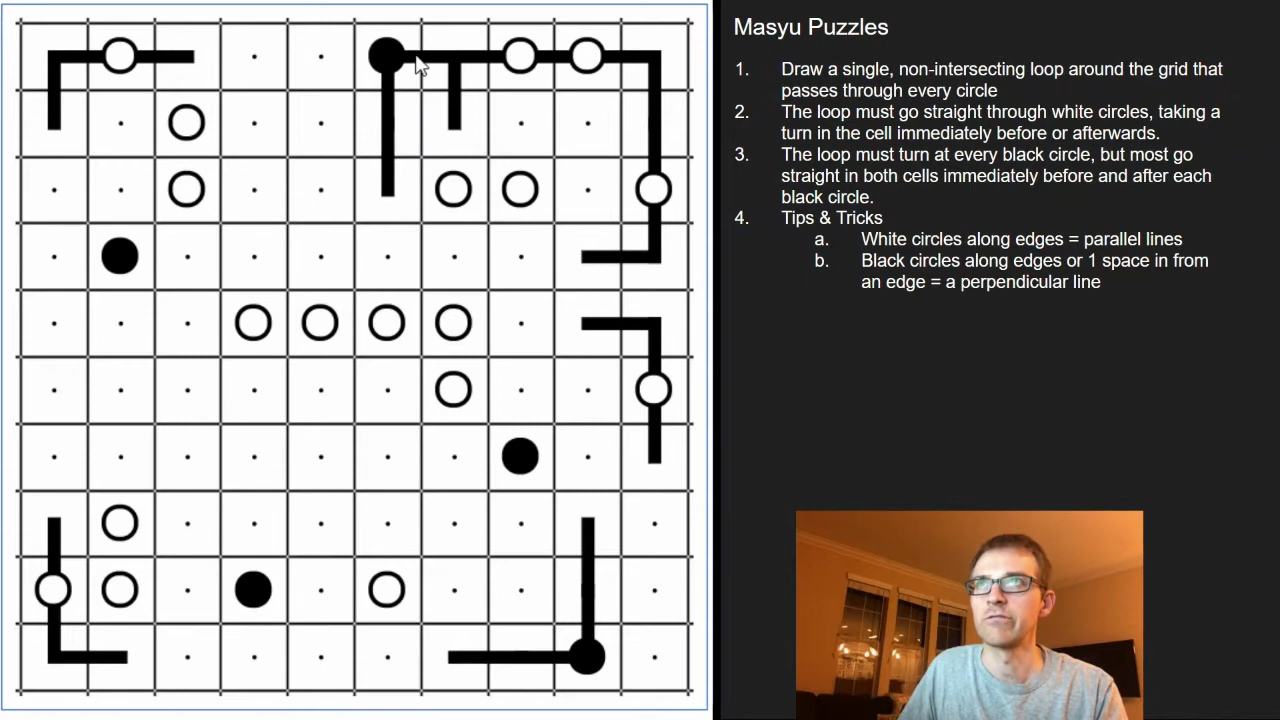 Masyu Puzzles
1. Draw a single, non-intersecting loop around the grid that
passes through every circle
2. The loop must go straight through white circles, taking a
turn in the cell immediately before or afterwards.
3. The loop must turn at every black circle, but most go
straight in both cells immediately before and after each
black circle.
4. Tips & Tricks
a. White circles along edges = parallel lines
b. Black circles along edges or 1 space in from
an edge = a perpendicular line